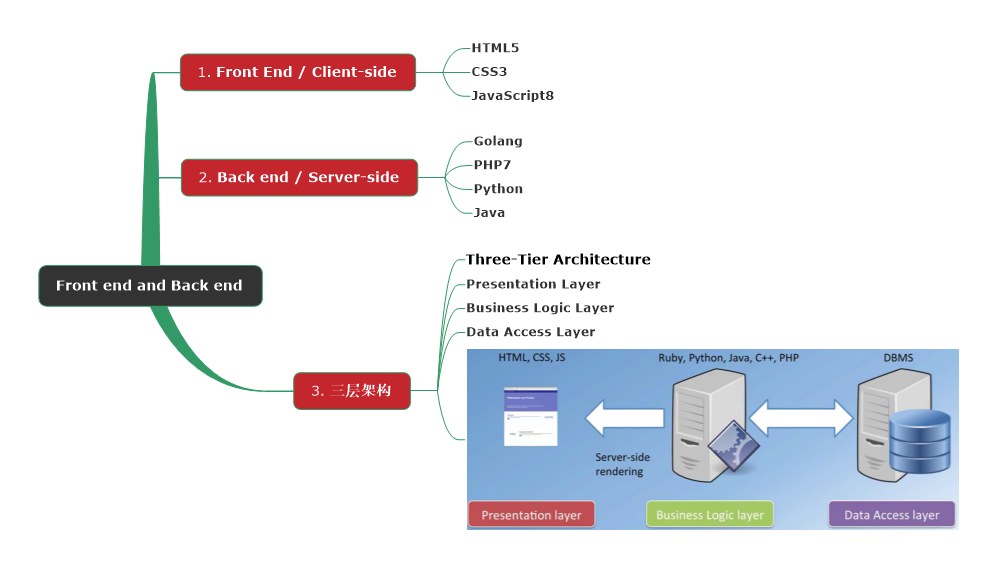 Front end and Back end
1. Front End / Client-side
HTML5
CSS3
JavaScript8
2. Back end / Server-side
Golang
PHP7
Python
Java
3. 三层架构
Three-Tier Architecture
Presentation Layer
Business Logic Layer
Data Access Layer
HTML, CSS, JS
Ruby, Python, Java, C++, PHP
DBMS
Server-side
rendering
Presentation layer
Business Logic layer
Data Access layer